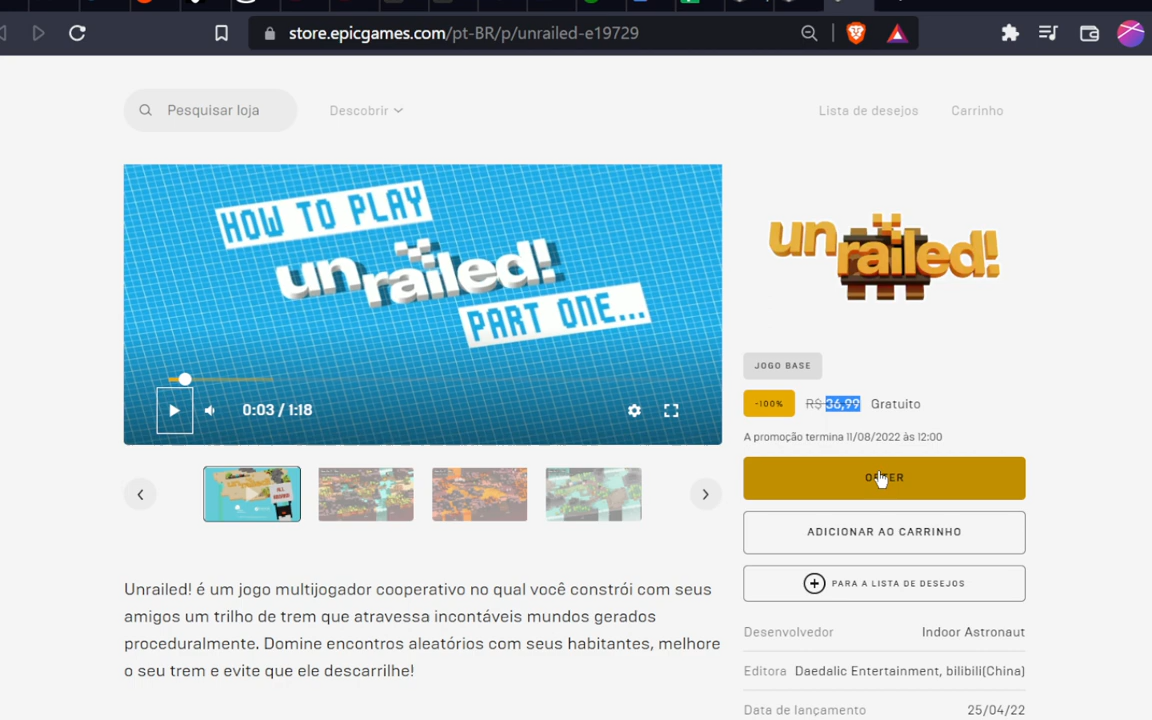 store.epicgames.com/pt-BR/p/unrailed-e19729
Pesquisar loja
Descobrir
Lista de desejos
Carrinho
HOW TO PLAY
unrailed!
PART ONE...
0:03 / 1:18
unrailed!
JOGO BASE
-100%
R$ 36,99
Gratuito
A promoção termina 11/08/2022 às 12:00
ADICIONAR AO CARRINHO
PARA A LISTA DE DESEJOS
Unrailed! é um jogo multijogador cooperativo no qual você constrói com seus
amigos um trilho de trem que atravessa incontáveis mundos gerados
proceduralmente. Domine encontros aleatórios com seus habitantes, melhore
o seu trem e evite que ele descarrilhe!
Desenvolvedor
Indoor Astronaut
Editora
Daedalic Entertainment, bilibili(China)
Data de lançamento
25/04/22